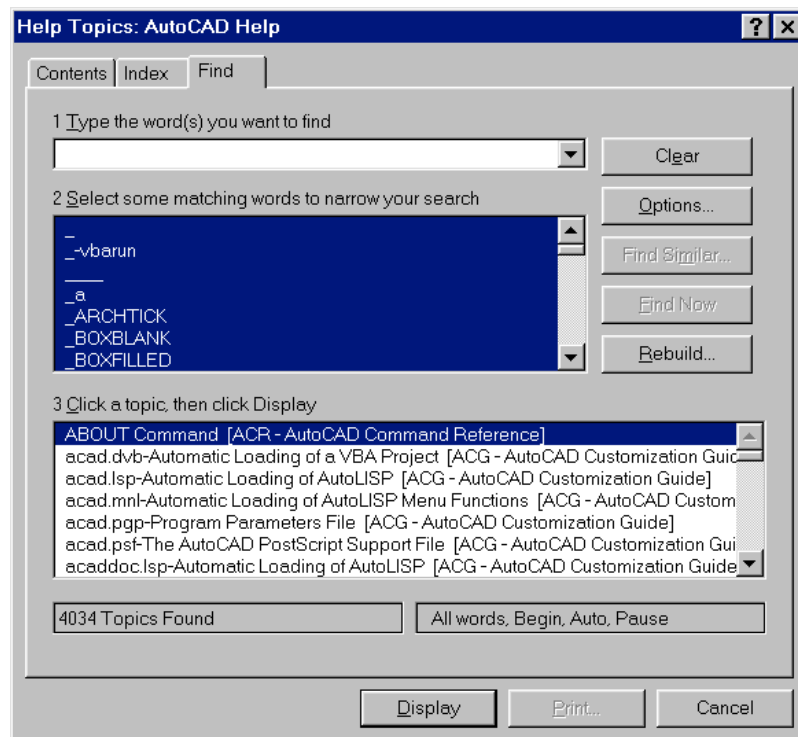 Help Topics: AutoCAD Help
Contents Index Find
1 Type the word(s) you want to find
Clear
2 Select some matching words to narrow your search
Options...
_
_-vbarun
Find Similar...
____
_a
Find Now
_ARCHTICK
_BOXBLANK
_BOXFILLED
Rebuild...
3 Click a topic, then click Display
ABOUT Command [ACR - AutoCAD Command Reference]
acad.dvb-Automatic Loading of a VBA Project [ACG - AutoCAD Customization Guid
acad.lsp-Automatic Loading of AutoLISP [ACG - AutoCAD Customization Guide]
acad.mnl-Automatic Loading of AutoLISP Menu Functions [ACG - AutoCAD Custom
acad.pgp-Program Parameters File [ACG - AutoCAD Customization Guide]
acad.psf-The AutoCAD PostScript Support File [ACG - AutoCAD Customization Gui
acaddoc.lsp-Automatic Loading of AutoLISP [ACG - AutoCAD Customization Guide
4034 Topics Found
All words, Begin, Auto, Pause
Display Print... Cancel